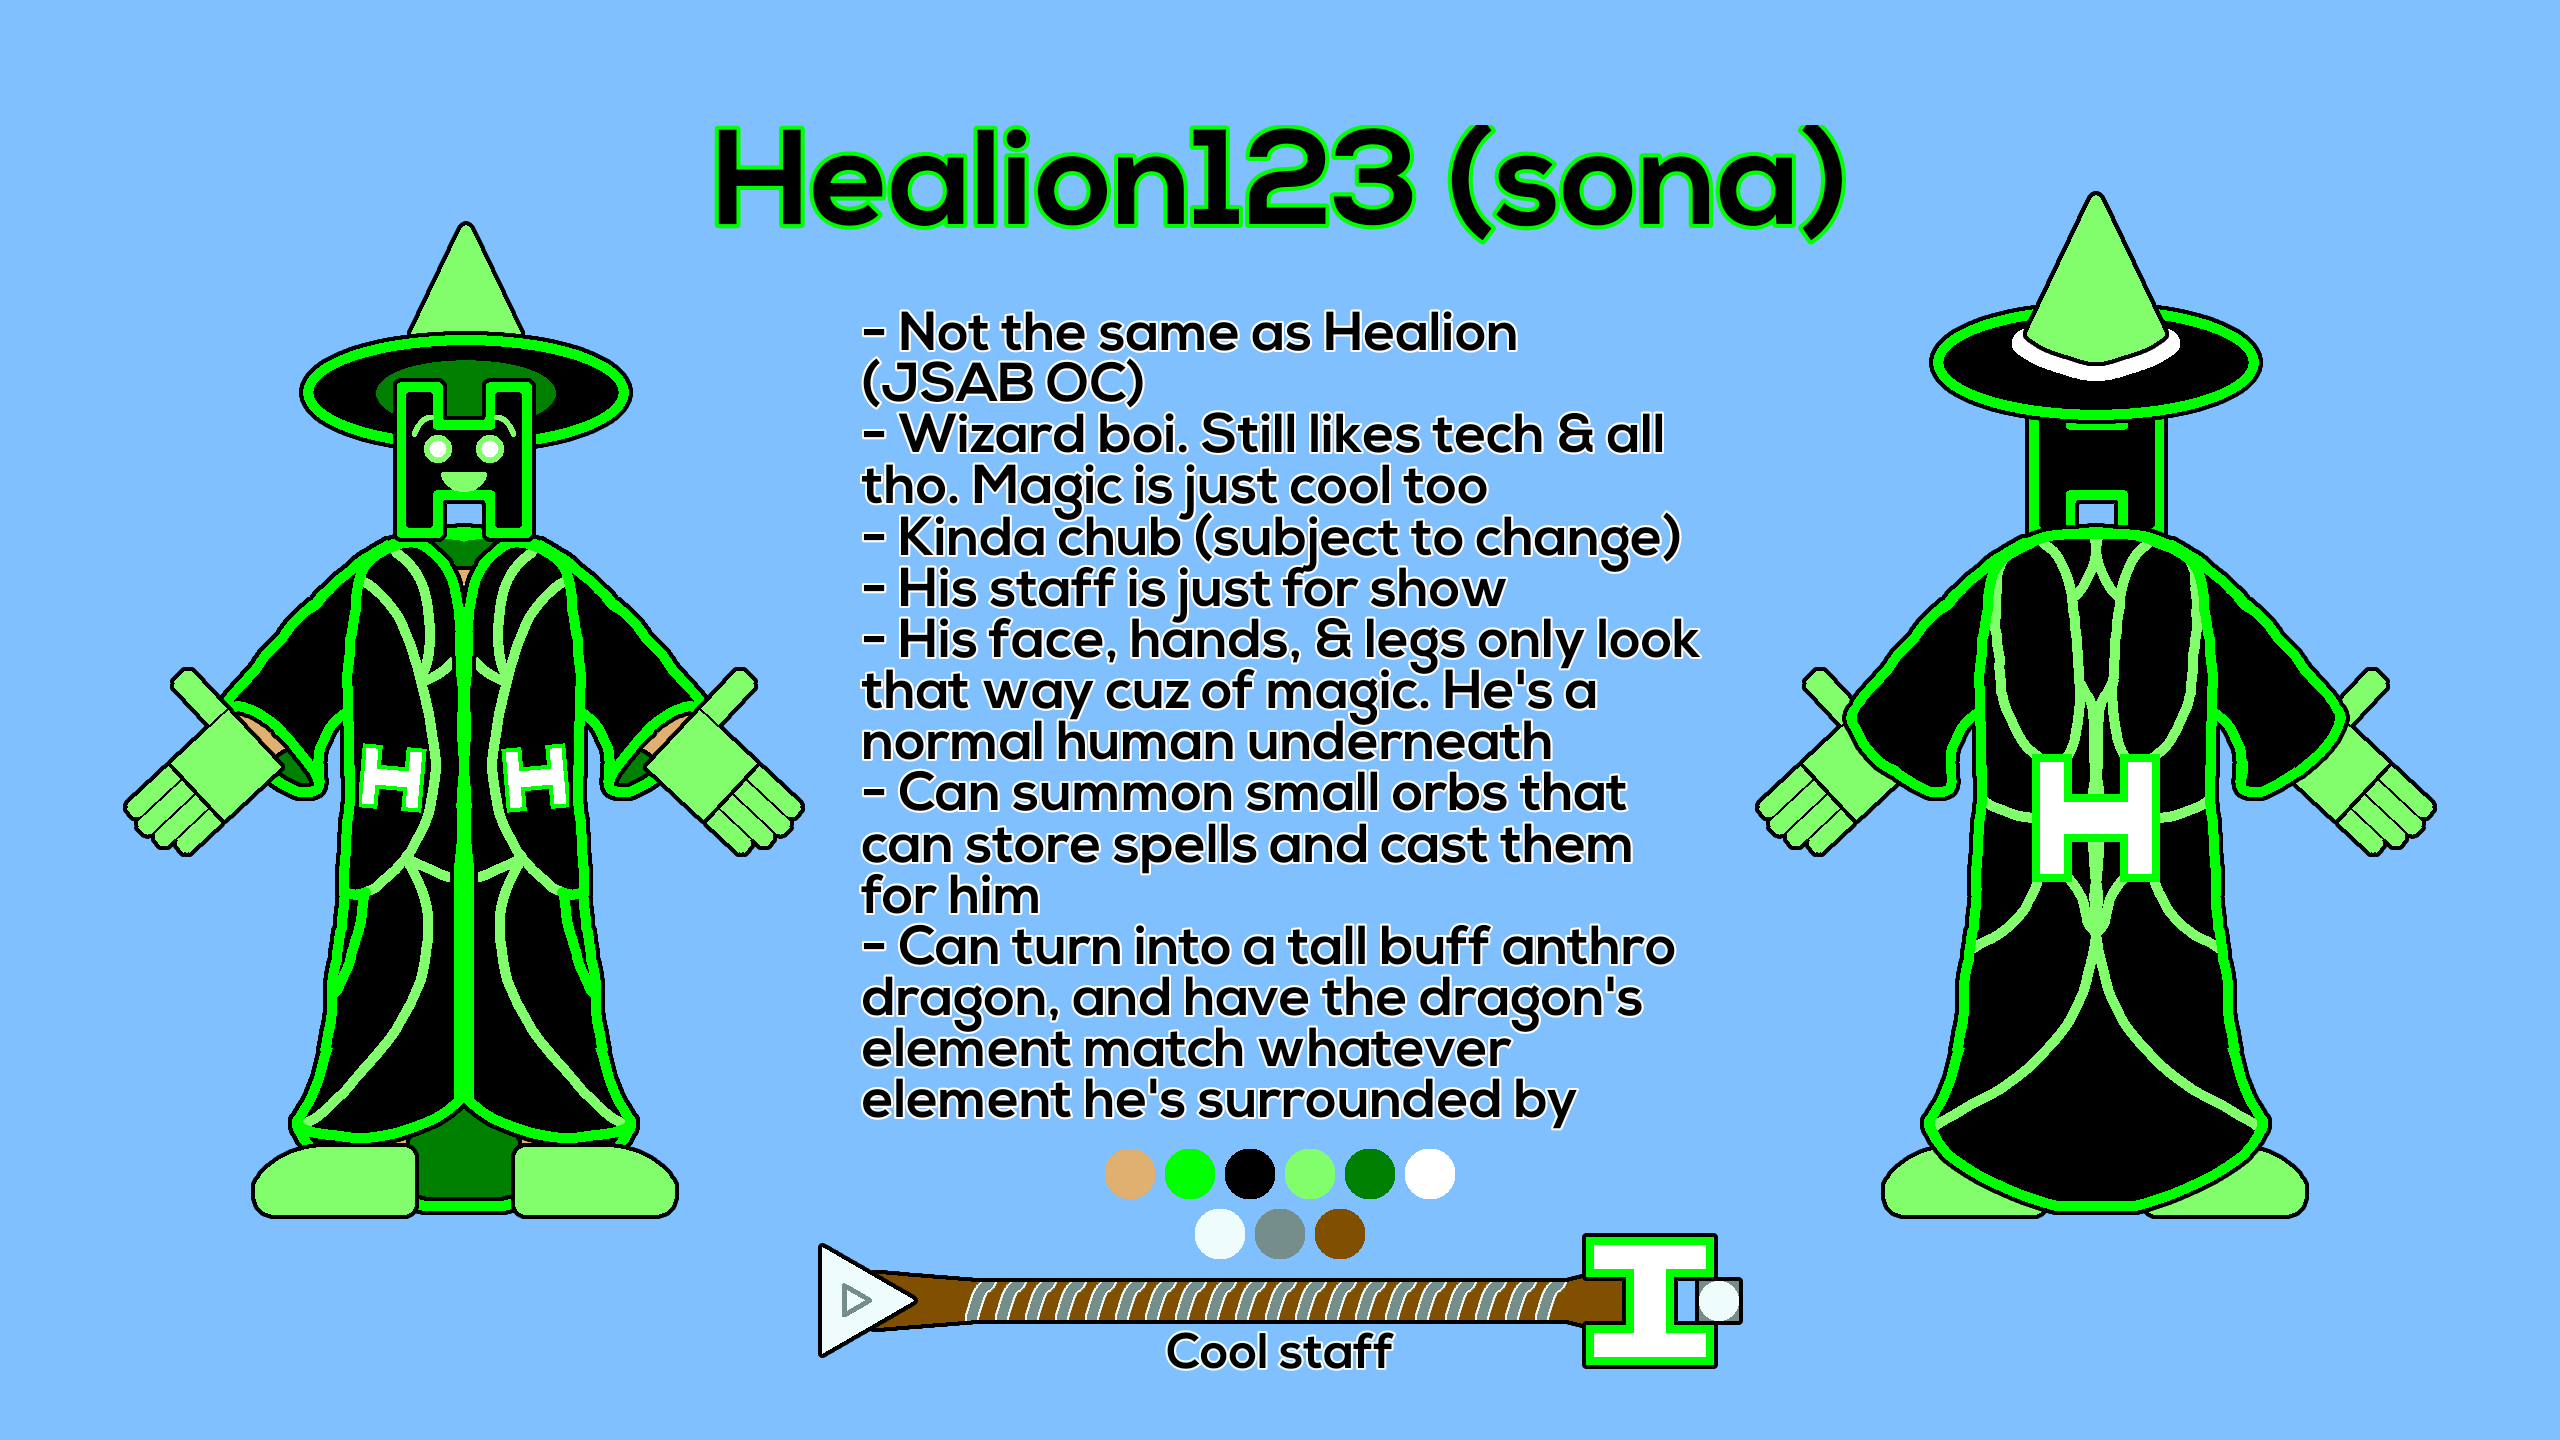 Healion123 (sona)
- Not the same as Healion
(JSAB OC)
- Wizard boi. Still likes tech & all
tho. Magic is just cool too
- Kinda chub (subject to change)
- His staff is just for show
- His face, hands, & legs only look
that way cuz of magic. He's a
normal human underneath
- Can summon small orbs that
can store spells and cast them
for him
- Can turn into a tall buff anthro
dragon, and have the dragon's
element match whatever
element he's surrounded by
H H
H
Cool staff